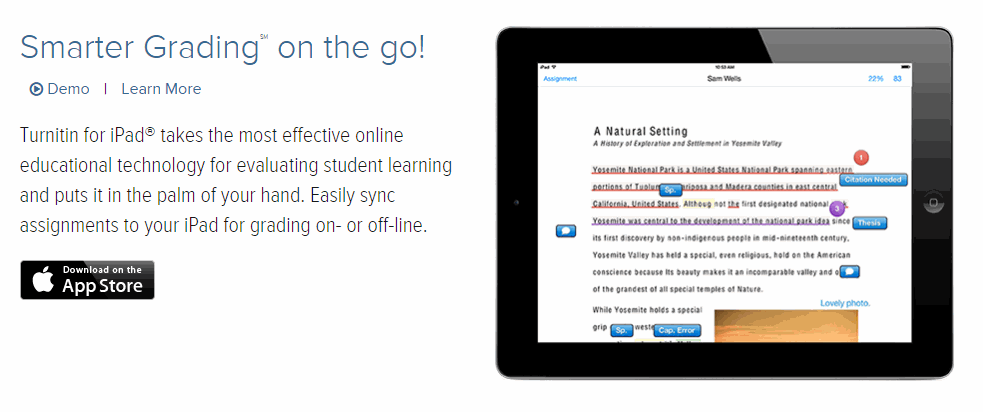 Smarter Grading℠ on the go!
Demo | Learn More
Turnitin for iPad® takes the most effective online
educational technology for evaluating student learning
and puts it in the palm of your hand. Easily sync
assignments to your iPad for grading on- or off-line.
Download on the
App Store
iPad 10:53 AM
Assignment Sam Wells 22% 83
A Natural Setting
A History of Exploration and Settlement in Yosemite Valley
1
Yosemite National Park is a United States National Park spanning eastern
Citation Needed
portions of Tuolum Sp. ariposa and Madera counties in east central
California, United States. Althoug not the first designated national
3
Yosemite was central to the development of the national park idea since
Thesis
its first discovery by non-indigenous people in mid-nineteenth century,
Yosemite Valley has held a special, even religious, hold on the American
conscience because Its beauty makes it an incomparable valley and o
of the grandest of all special temples of Nature.
Lovely photo.
While Yosemite holds a special
grip Sp. weste Cap. Error